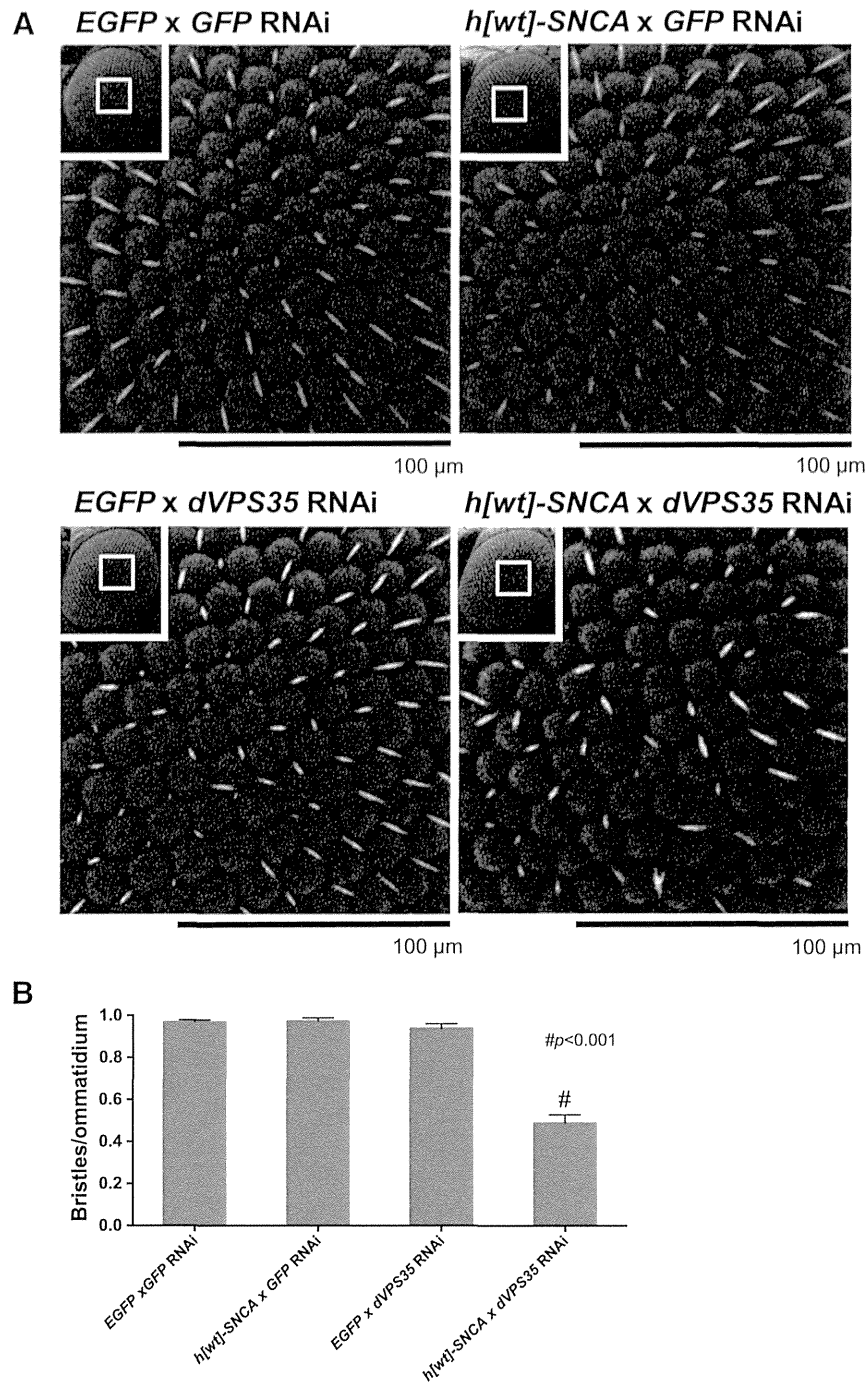 A
EGFP x GFP RNAi
h[wt]-SNCA x GFP RNAi
100 µm
100 µm
EGFP x dVPS35 RNAi
h[wt]-SNCA x dVPS35 RNAi
100 µm
100 µm
B
Bristles/ommatidium
1.0
0.8
0.6
0.4
0.2
0.0
#p<0.001
#
EGFP xGFP RNAi
h[wt]-SNCA x GFP RNAi
EGFP x dVPS35 RNAi
h[wt]-SNCA x dVPS35 RNAi